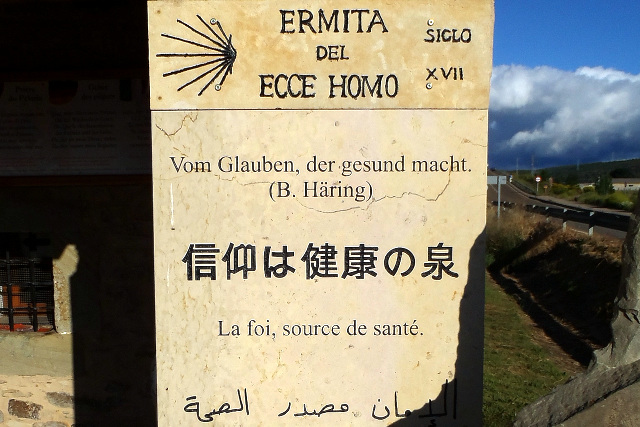 ERMITA
DEL
ECCE HOMO
SIGLO
XVII
Vom Glauben, der gesund macht.
(B. Häring)
信仰は健康の泉
La foi, source de santé.
الإيمان مصدر الصحة